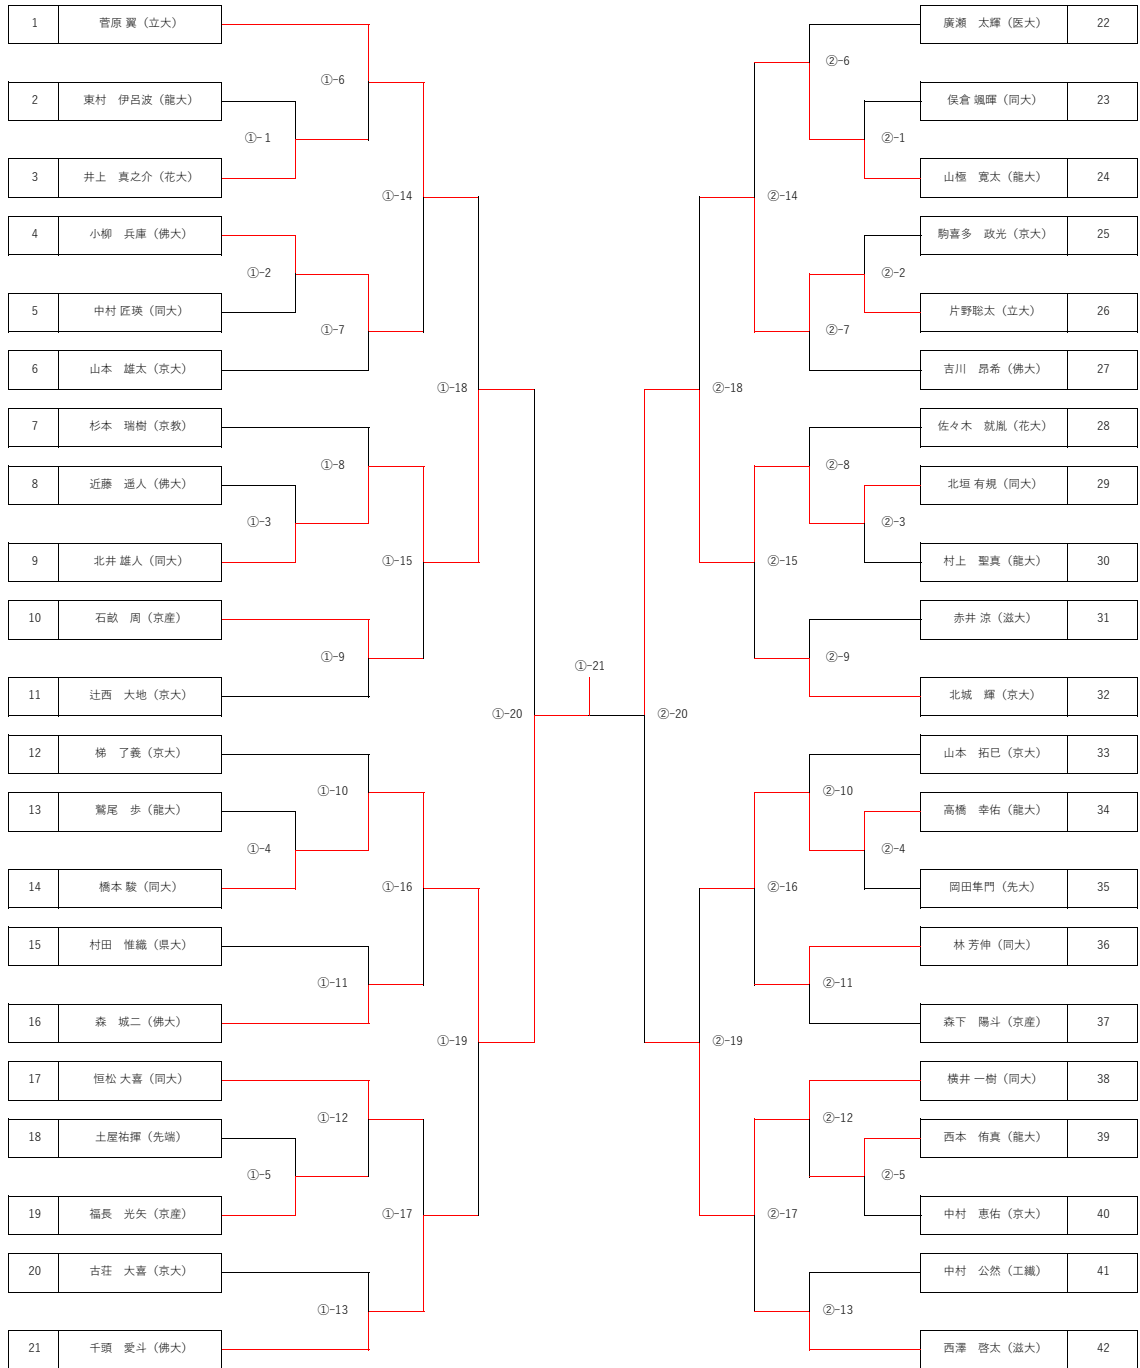 1 菅原 翼（立大）
2 東村　伊呂波（龍大）
3 井上　真之介（花大）
4 小柳　兵庫（佛大）
5 中村 匠瑛（同大）
6 山本　雄太（京大）
7 杉本　瑞樹（京教）
8 近藤　遥人（佛大）
9 北井 雄人（同大）
10 石畝　周（京産）
11 辻西　大地（京大）
12 梯　了義（京大）
13 鷲尾　歩（龍大）
14 橋本 駿（同大）
15 村田　惟織（県大）
16 森　城二（佛大）
17 恒松 大喜（同大）
18 土屋祐揮（先端）
19 福長　光矢（京産）
20 古荘　大喜（京大）
21 千頭　愛斗（佛大）
①-6
①-1
①-14
①-2
①-7
①-18
①-8
①-3
①-15
①-9
①-21
①-20
①-10
①-4
①-16
①-11
①-19
①-12
①-5
①-17
①-13
②-6
②-1
②-14
②-2
②-7
②-18
②-8
②-3
②-15
②-9
②-20
②-10
②-4
②-16
②-11
②-19
②-12
②-5
②-17
②-13
廣瀬　太輝（医大） 22
俣倉 颯暉（同大） 23
山極　寛太（龍大） 24
駒喜多　政光（京大） 25
片野聡太（立大） 26
吉川　昂希（佛大） 27
佐々木　就胤（花大） 28
北垣 有規（同大） 29
村上　聖真（龍大） 30
赤井 涼（滋大） 31
北城　輝（京大） 32
山本　拓巳（京大） 33
高橋　幸佑（龍大） 34
岡田隼門（先大） 35
林 芳伸（同大） 36
森下　陽斗（京産） 37
横井 一樹（同大） 38
西本　侑真（龍大） 39
中村　恵佑（京大） 40
中村　公然（工繊） 41
西澤　啓太（滋大） 42